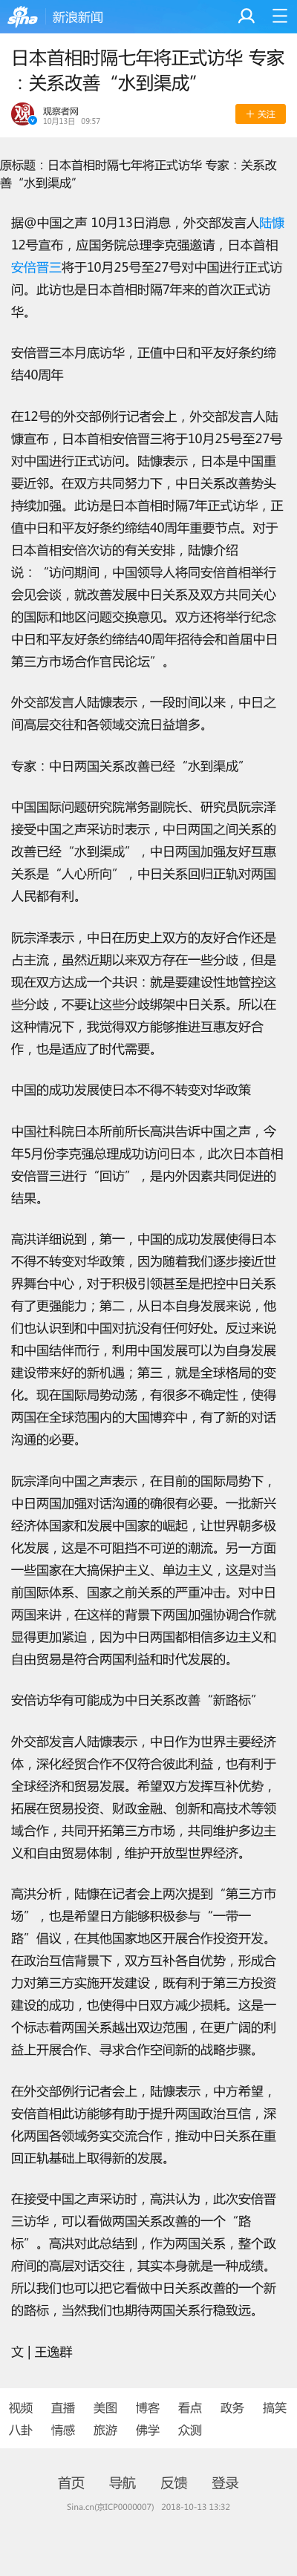 sina 新浪新闻
日本首相时隔七年将正式访华 专家
：关系改善“水到渠成”
观察者网
10月13日 09:57
＋ 关注
原标题：日本首相时隔七年将正式访华 专家：关系改
善“水到渠成”
据@中国之声 10月13日消息，外交部发言人陆慷
12号宣布，应国务院总理李克强邀请，日本首相
安倍晋三将于10月25号至27号对中国进行正式访
问。此访也是日本首相时隔7年来的首次正式访
华。
安倍晋三本月底访华，正值中日和平友好条约缔
结40周年
在12号的外交部例行记者会上，外交部发言人陆
慷宣布，日本首相安倍晋三将于10月25号至27号
对中国进行正式访问。陆慷表示，日本是中国重
要近邻。在双方共同努力下，中日关系改善势头
持续加强。此访是日本首相时隔7年正式访华，正
值中日和平友好条约缔结40周年重要节点。对于
日本首相安倍次访的有关安排，陆慷介绍
说：“访问期间，中国领导人将同安倍首相举行
会见会谈，就改善发展中日关系及双方共同关心
的国际和地区问题交换意见。双方还将举行纪念
中日和平友好条约缔结40周年招待会和首届中日
第三方市场合作官民论坛”。
外交部发言人陆慷表示，一段时间以来，中日之
间高层交往和各领域交流日益增多。
专家：中日两国关系改善已经“水到渠成”
中国国际问题研究院常务副院长、研究员阮宗泽
接受中国之声采访时表示，中日两国之间关系的
改善已经“水到渠成”，中日两国加强友好互惠
关系是“人心所向”，中日关系回归正轨对两国
人民都有利。
阮宗泽表示，中日在历史上双方的友好合作还是
占主流，虽然近期以来双方存在一些分歧，但是
现在双方达成一个共识：就是要建设性地管控这
些分歧，不要让这些分歧绑架中日关系。所以在
这种情况下，我觉得双方能够推进互惠友好合
作，也是适应了时代需要。
中国的成功发展使日本不得不转变对华政策
中国社科院日本所前所长高洪告诉中国之声，今
年5月份李克强总理成功访问日本，此次日本首相
安倍晋三进行“回访”，是内外因素共同促进的
结果。
高洪详细说到，第一，中国的成功发展使得日本
不得不转变对华政策，因为随着我们逐步接近世
界舞台中心，对于积极引领甚至是把控中日关系
有了更强能力；第二，从日本自身发展来说，他
们也认识到和中国对抗没有任何好处。反过来说
和中国结伴而行，利用中国发展可以为自身发展
建设带来好的新机遇；第三，就是全球格局的变
化。现在国际局势动荡，有很多不确定性，使得
两国在全球范围内的大国博弈中，有了新的对话
沟通的必要。
阮宗泽向中国之声表示，在目前的国际局势下，
中日两国加强对话沟通的确很有必要。一批新兴
经济体国家和发展中国家的崛起，让世界朝多极
化发展，这是不可阻挡不可逆的潮流。另一方面
一些国家在大搞保护主义、单边主义，这是对当
前国际体系、国家之前关系的严重冲击。对中日
两国来讲，在这样的背景下两国加强协调合作就
显得更加紧迫，因为中日两国都相信多边主义和
自由贸易是符合两国利益和时代发展的。
安倍访华有可能成为中日关系改善“新路标”
外交部发言人陆慷表示，中日作为世界主要经济
体，深化经贸合作不仅符合彼此利益，也有利于
全球经济和贸易发展。希望双方发挥互补优势，
拓展在贸易投资、财政金融、创新和高技术等领
域合作，共同开拓第三方市场，共同维护多边主
义和自由贸易体制，维护开放型世界经济。
高洪分析，陆慷在记者会上两次提到“第三方市
场”，也是希望日方能够积极参与“一带一
路”倡议，在其他国家地区开展合作投资开发。
在政治互信背景下，双方互补各自优势，形成合
力对第三方实施开发建设，既有利于第三方投资
建设的成功，也使得中日双方减少损耗。这是一
个标志着两国关系越出双边范围，在更广阔的利
益上开展合作、寻求合作空间新的战略步骤。
在外交部例行记者会上，陆慷表示，中方希望，
安倍首相此访能够有助于提升两国政治互信，深
化两国各领域务实交流合作，推动中日关系在重
回正轨基础上取得新的发展。
在接受中国之声采访时，高洪认为，此次安倍晋
三访华，可以看做两国关系改善的一个“路
标”。高洪对此总结到，作为两国关系，整个政
府间的高层对话交往，其实本身就是一种成绩。
所以我们也可以把它看做中日关系改善的一个新
的路标，当然我们也期待两国关系行稳致远。
文 | 王逸群
视频 直播 美图 博客 看点 政务 搞笑
八卦 情感 旅游 佛学 众测
首页 导航 反馈 登录
Sina.cn(京ICP0000007) 2018-10-13 13:32